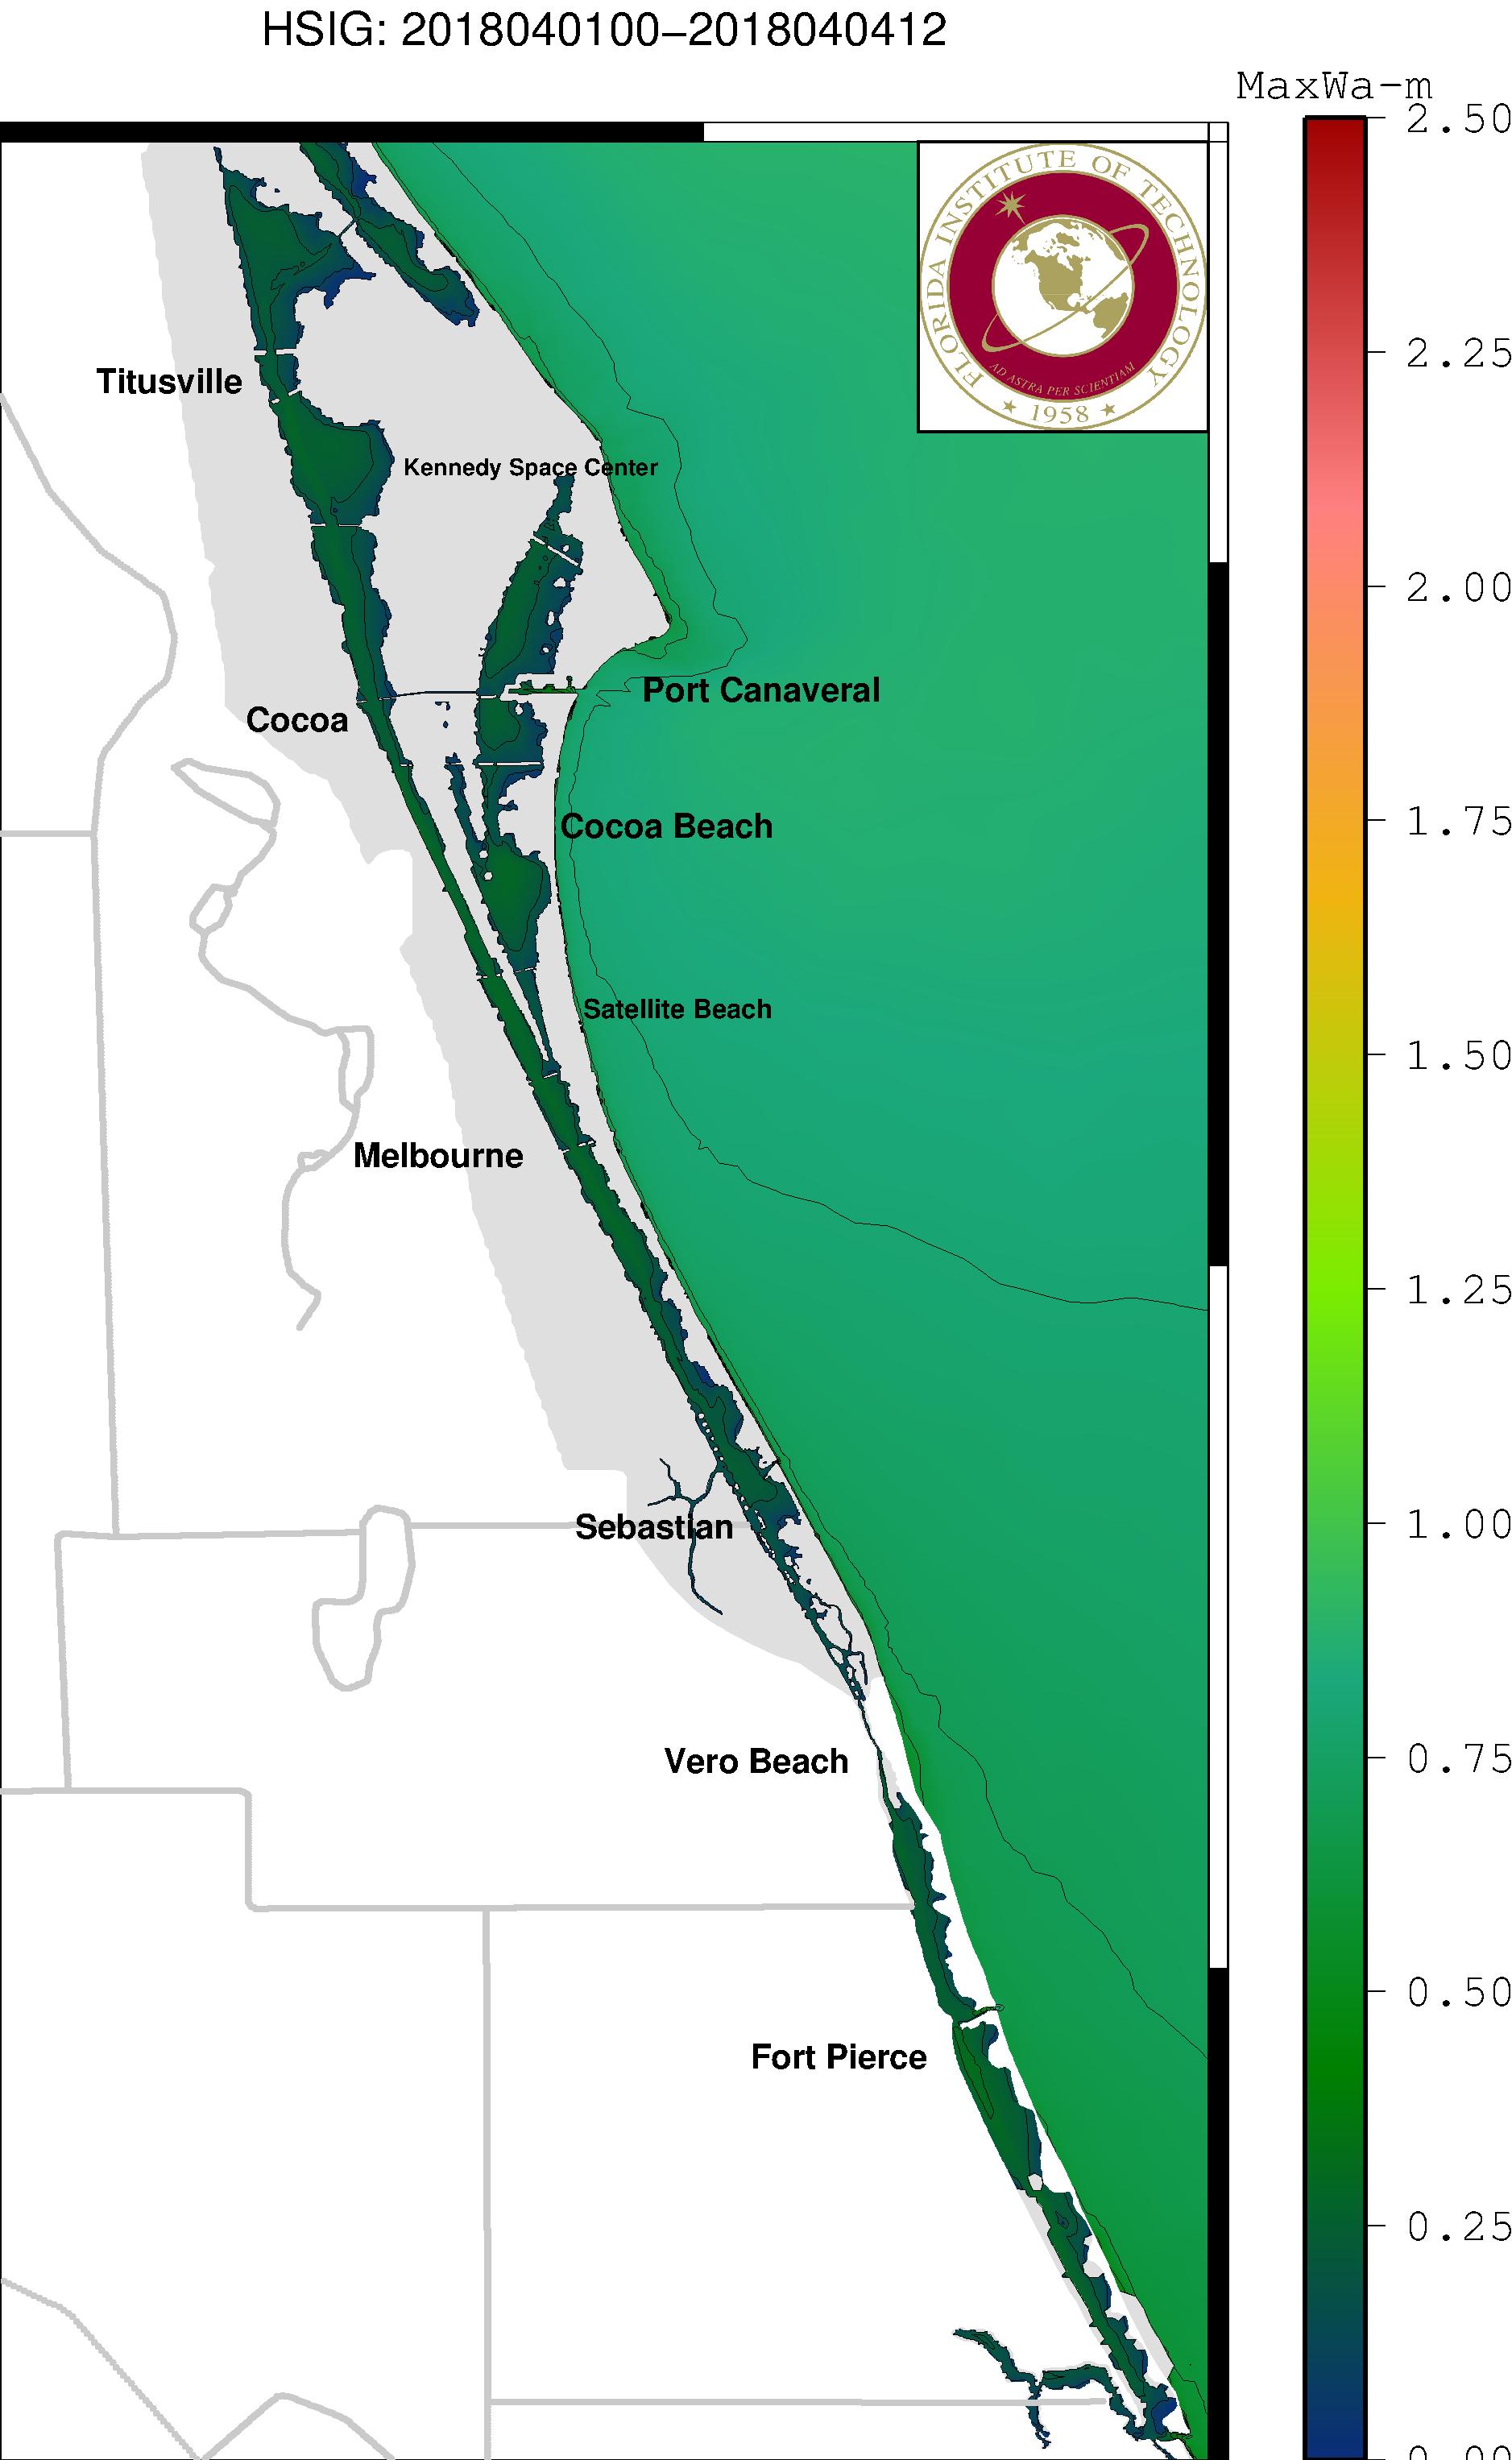 HSIG: 2018040100–2018040412
MaxWa-m
2.50
FLORIDA INSTITUTE OF TECHNOLOGY
AD ASTRA PER SCIENTIAM
1958
2.25
Titusville
Kennedy Space Center
2.00
Port Canaveral
Cocoa
1.75
Cocoa Beach
Satellite Beach
1.50
Melbourne
1.25
Sebastian
1.00
Vero Beach
0.75
0.50
Fort Pierce
0.25
0.00